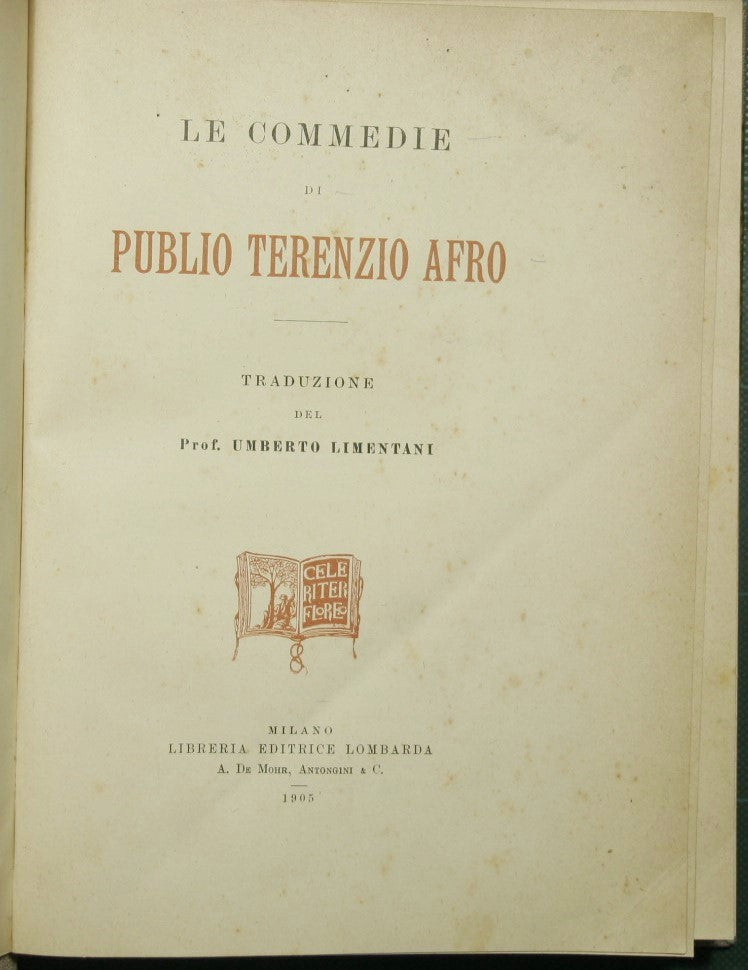 LE COMMEDIE
DI
PUBLIO TERENZIO AFRO
TRADUZIONE
DEL
Prof. UMBERTO LIMENTANI
CELE
RITER
FLOREO
MILANO
LIBRERIA EDITRICE LOMBARDA
A. DE MOHR, ANTONGINI & C.
1905